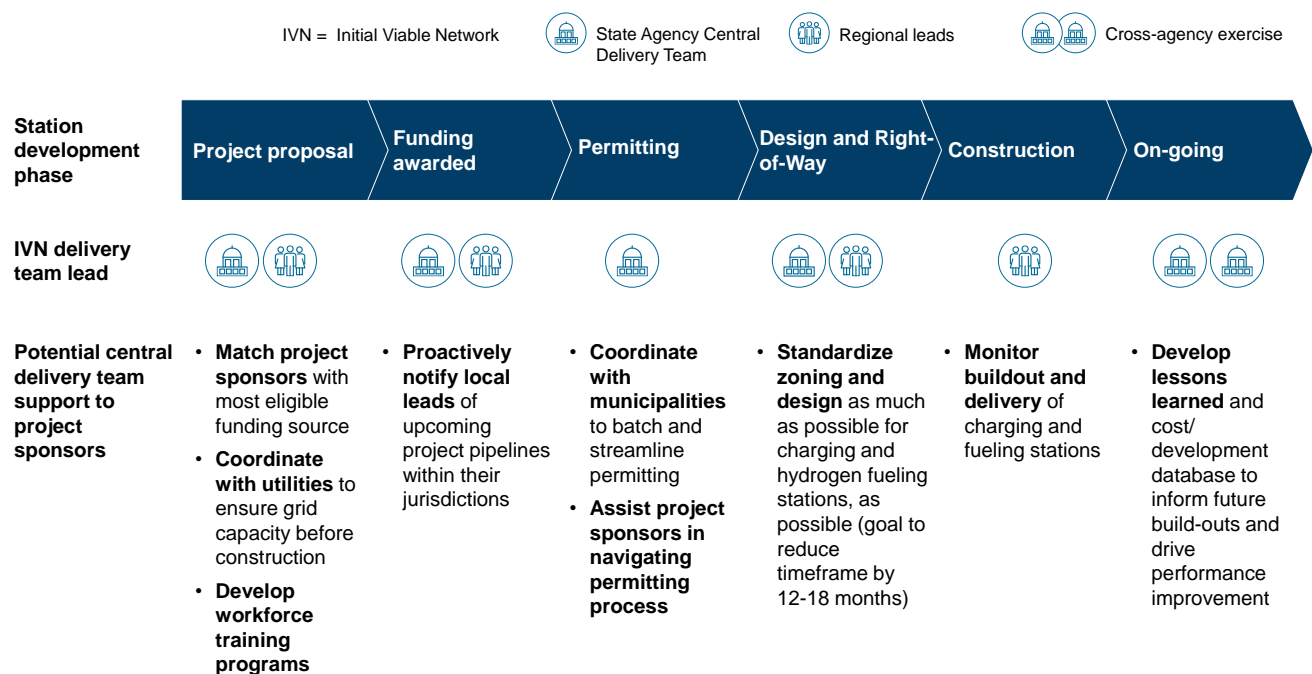 IVN = Initial Viable Network
State Agency Central
Delivery Team
Regional leads
Cross-agency exercise
Station
development
phase
Project proposal
Funding
awarded
Permitting
Design and Right-
of-Way
Construction
On-going
IVN delivery
team lead
Potential central
delivery team
support to
project
sponsors
• Match project
sponsors with
most eligible
funding source
• Coordinate
with utilities to
ensure grid
capacity before
construction
• Develop
workforce
training
programs
• Proactively
notify local
leads of
upcoming
project pipelines
within their
jurisdictions
• Coordinate
with
municipalities
to batch and
streamline
permitting
• Assist project
sponsors in
navigating
permitting
process
• Standardize
zoning and
design as much
as possible for
charging and
hydrogen fueling
stations, as
possible (goal to
reduce
timeframe by
12-18 months)
• Monitor
buildout and
delivery of
charging and
fueling stations
• Develop
lessons
learned and
cost/
development
database to
inform future
build-outs and
drive
performance
improvement